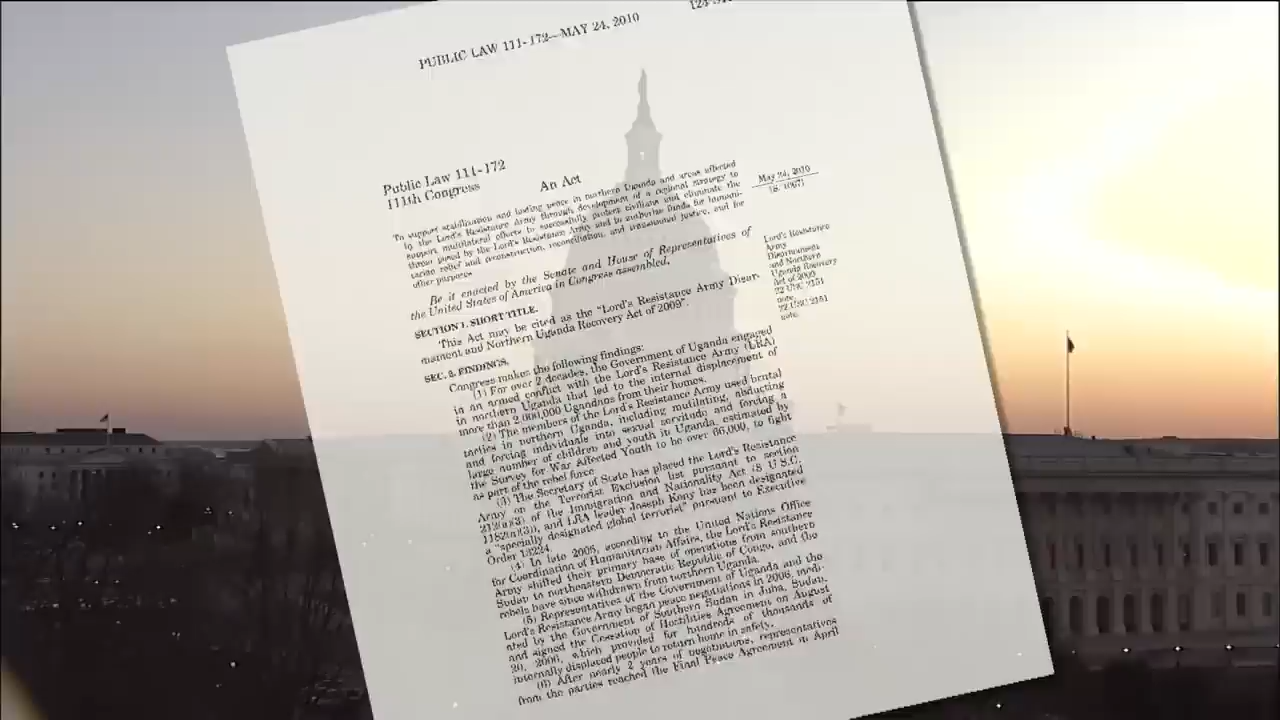 PUBLIC LAW 111-172—MAY 24, 2010
Public Law 111-172
111th Congress
An Act
To support stabilization and lasting peace in northern Uganda and areas affected
by the Lord's Resistance Army through development of a regional strategy to
support multilateral efforts to successfully protect civilians and eliminate the
threat posed by the Lord's Resistance Army and to authorize funds for humani-
tarian relief and reconstruction, reconciliation, and transitional justice, and for
other purposes
May 24, 2010
[S. 1067]
Be it enacted by the Senate and House of Representatives of
the United States of America in Congress assembled,
Lord's Resistance
Army
Disarmament
and Northern
Uganda Recovery
Act of 2009
22 USC 2151
note.
22 USC 2151
note.
SECTION 1. SHORT TITLE.
This Act may be cited as the "Lord's Resistance Army Disar-
mament and Northern Uganda Recovery Act of 2009".
SEC. 2. FINDINGS.
Congress makes the following findings:
(1) For over 2 decades, the Government of Uganda engaged
in an armed conflict with the Lord's Resistance Army (LRA)
in northern Uganda that led to the internal displacement of
more than 2,000,000 Ugandans from their homes.
(2) The members of the Lord's Resistance Army used brutal
tactics in northern Uganda, including mutilating, abducting
and forcing individuals into sexual servitude and forcing a
large number of children and youth in Uganda, estimated by
the Survey for War Affected Youth to be over 66,000, to fight
as part of the rebel force
(3) The Secretary of State has placed the Lord's Resistance
Army on the Terrorist Exclusion list pursuant to section
212(a)(3) of the Immigration and Nationality Act (8 U.S.C.
1182(a)(3)), and LRA leader Joseph Kony has been designated
a "specially designated global terrorist" pursuant to Executive
Order 13224.
(4) In late 2005, according to the United Nations Office
for Coordination of Humanitarian Affairs, the Lord's Resistance
Army shifted their primary base of operations from southern
Sudan to northeastern Democratic Republic of Congo, and the
rebels have since withdrawn from northern Uganda.
(5) Representatives of the Government of Uganda and the
Lord's Resistance Army began peace negotiations in 2006, medi-
ated by the Government of Southern Sudan in Juba, Sudan,
and signed the Cessation of Hostilities Agreement on August
20, 2006, which provided for hundreds of thousands of
internally displaced people to return home in safety.
(6) After nearly 2 years of negotiations, representatives
from the parties reached the Final Peace Agreement in April